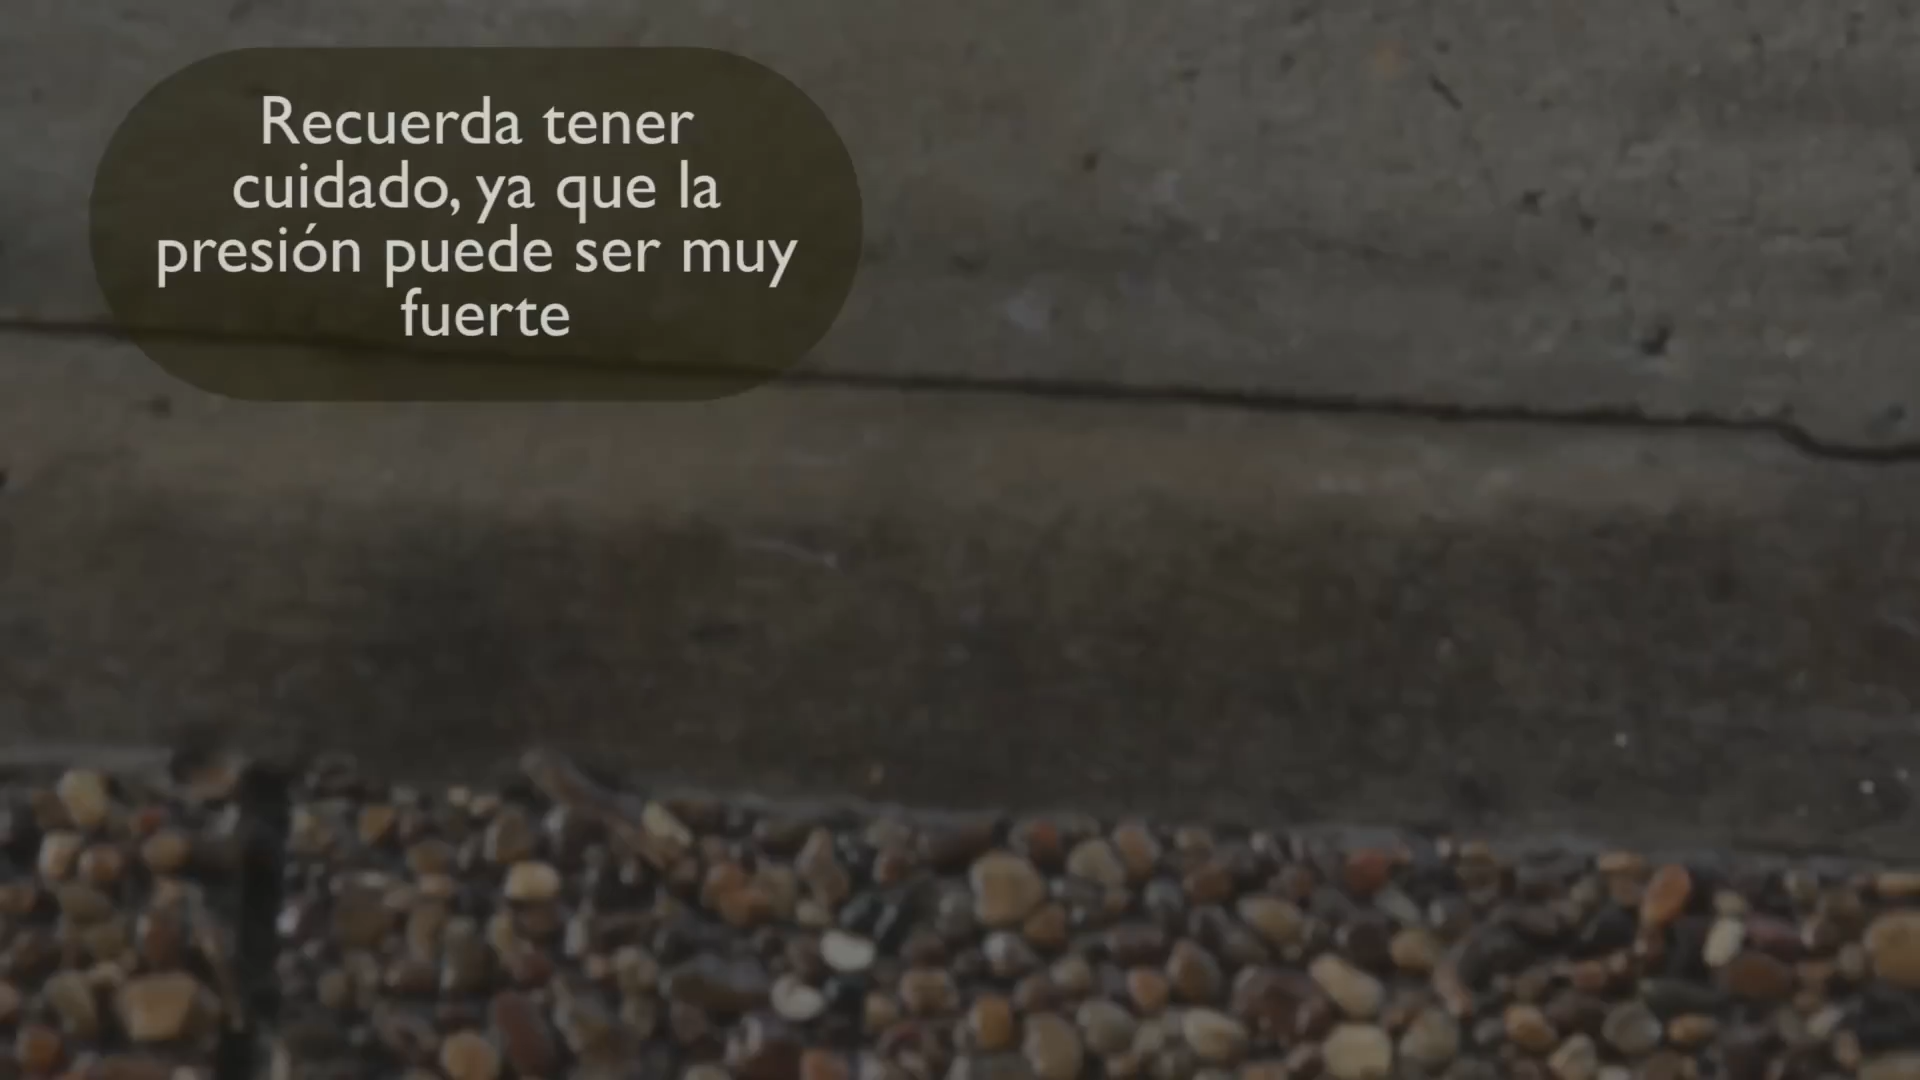 Recuerda tener
cuidado, ya que la
presión puede ser muy
fuerte